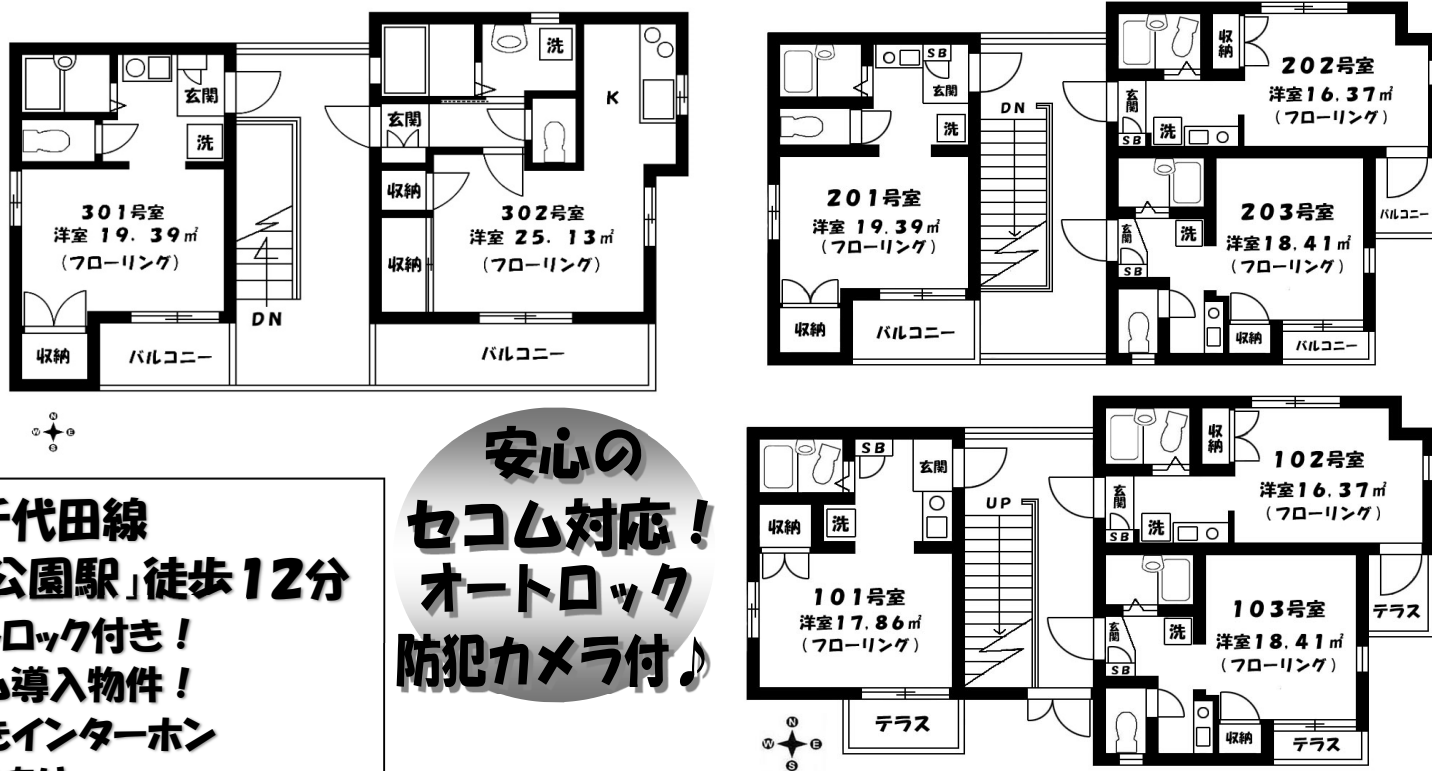 301号室
洋室 19. 39㎡
(フローリング)
玄関
洗
収納
バルコニー
DN
302号室
洋室 25. 13㎡
(フローリング)
玄関
洗
K
収納
収納
バルコニー
N
W E
S
201号室
洋室 19.39㎡
(フローリング)
SB
玄関
洗
収納
バルコニー
DN
202号室
洋室16.37㎡
(フローリング)
収納
玄関
SB
洗
バルコニー
203号室
洋室18.41㎡
(フローリング)
玄関
SB
洗
収納
バルコニー
千代田線
公園駅」徒歩12分
ロック付き!
導入物件!
インターホン
安心の
セコム対応!
オートロック
防犯カメラ付♪
101号室
洋室17.86㎡
(フローリング)
SB
玄関
収納
洗
テラス
UP
102号室
洋室16.37㎡
(フローリング)
収納
玄関
SB
洗
テラス
103号室
洋室18.41㎡
(フローリング)
玄関
SB
洗
収納
テラス
N
W E
S